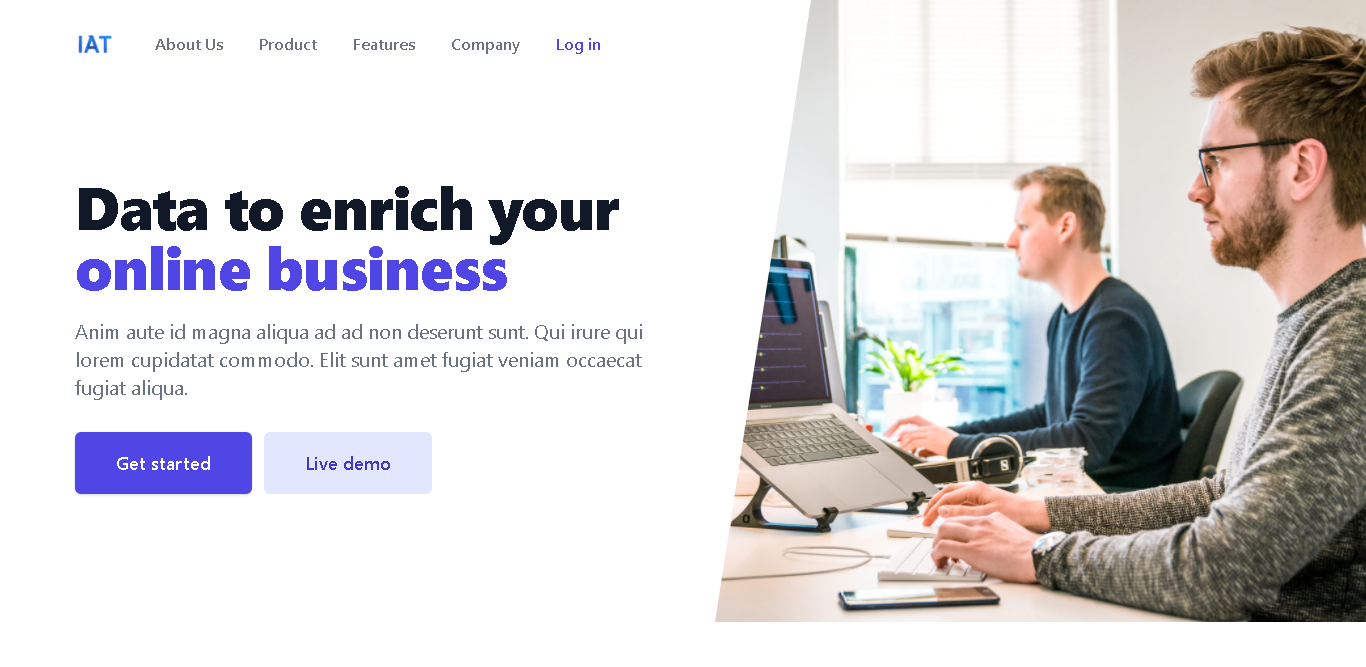 IAT
About Us Product Features Company Log in
Data to enrich your
online business
Anim aute id magna aliqua ad ad non deserunt sunt. Qui irure qui
lorem cupidatat commodo. Elit sunt amet fugiat veniam occaecat
fugiat aliqua.
Get started Live demo